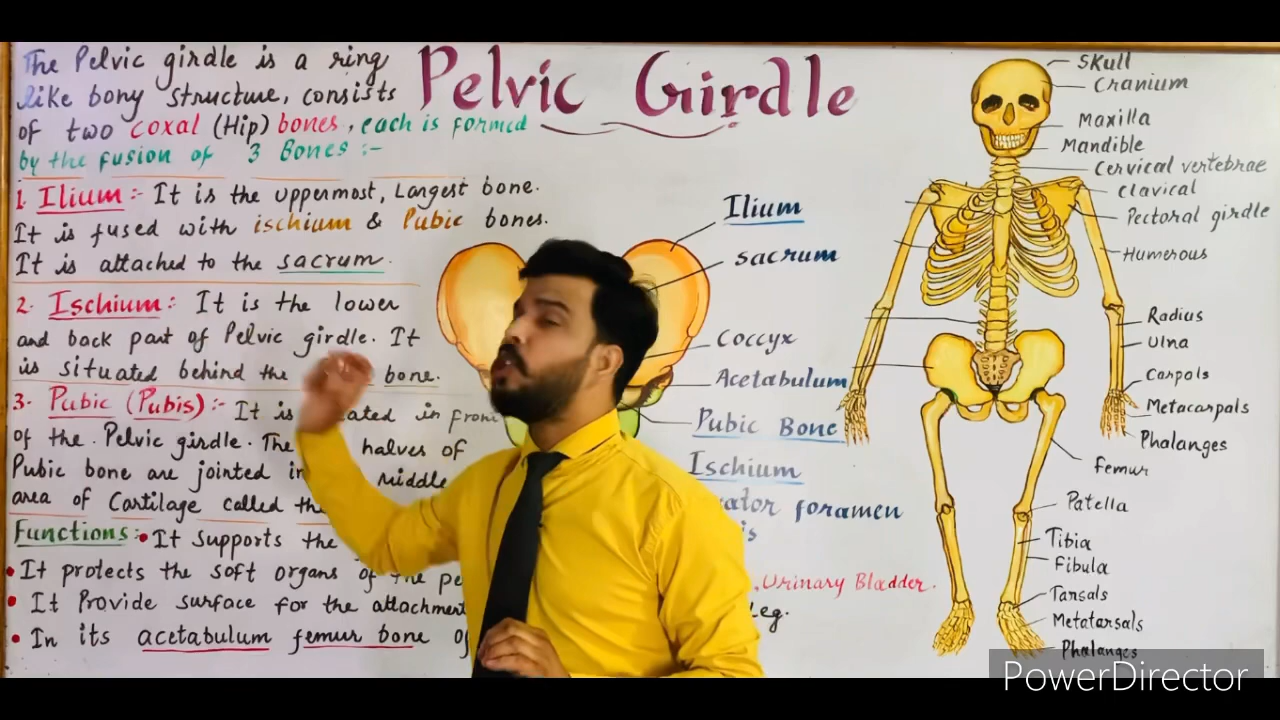 Pelvic Girdle
The Pelvic girdle is a ring
like bony structure, consists
of two coxal (Hip) bones, each is formed
by the fusion of 3 Bones :-
1. Ilium :- It is the uppermost, Largest bone.
It is fused with ischium & Pubic bones.
It is attached to the sacrum.
2. Ischium : It is the lower
and back part of Pelvic girdle. It
is situated behind the bone.
3. Pubic (Pubis) :- It is in front
of the Pelvic girdle. The halves of
Pubic bone are jointed in middle
area of Cartilage called the
Functions : • It supports the
• It protects the soft organs of the
• It Provide surface for the attachment
• In its acetabulum femur bone
Ilium
sacrum
Coccyx
Acetabulum
Pubic Bone
Ischium
foramen
Urinary Bladder.
leg.
Skull
Cranium
Maxilla
Mandible
Cervical vertebrae
clavical
Pectoral girdle
Humerous
Radius
Ulna
Carpols
Metacarpals
Phalanges
Femur
Patella
Tibia
Fibula
Tarsals
Metatarsals
Phalanges
PowerDirector